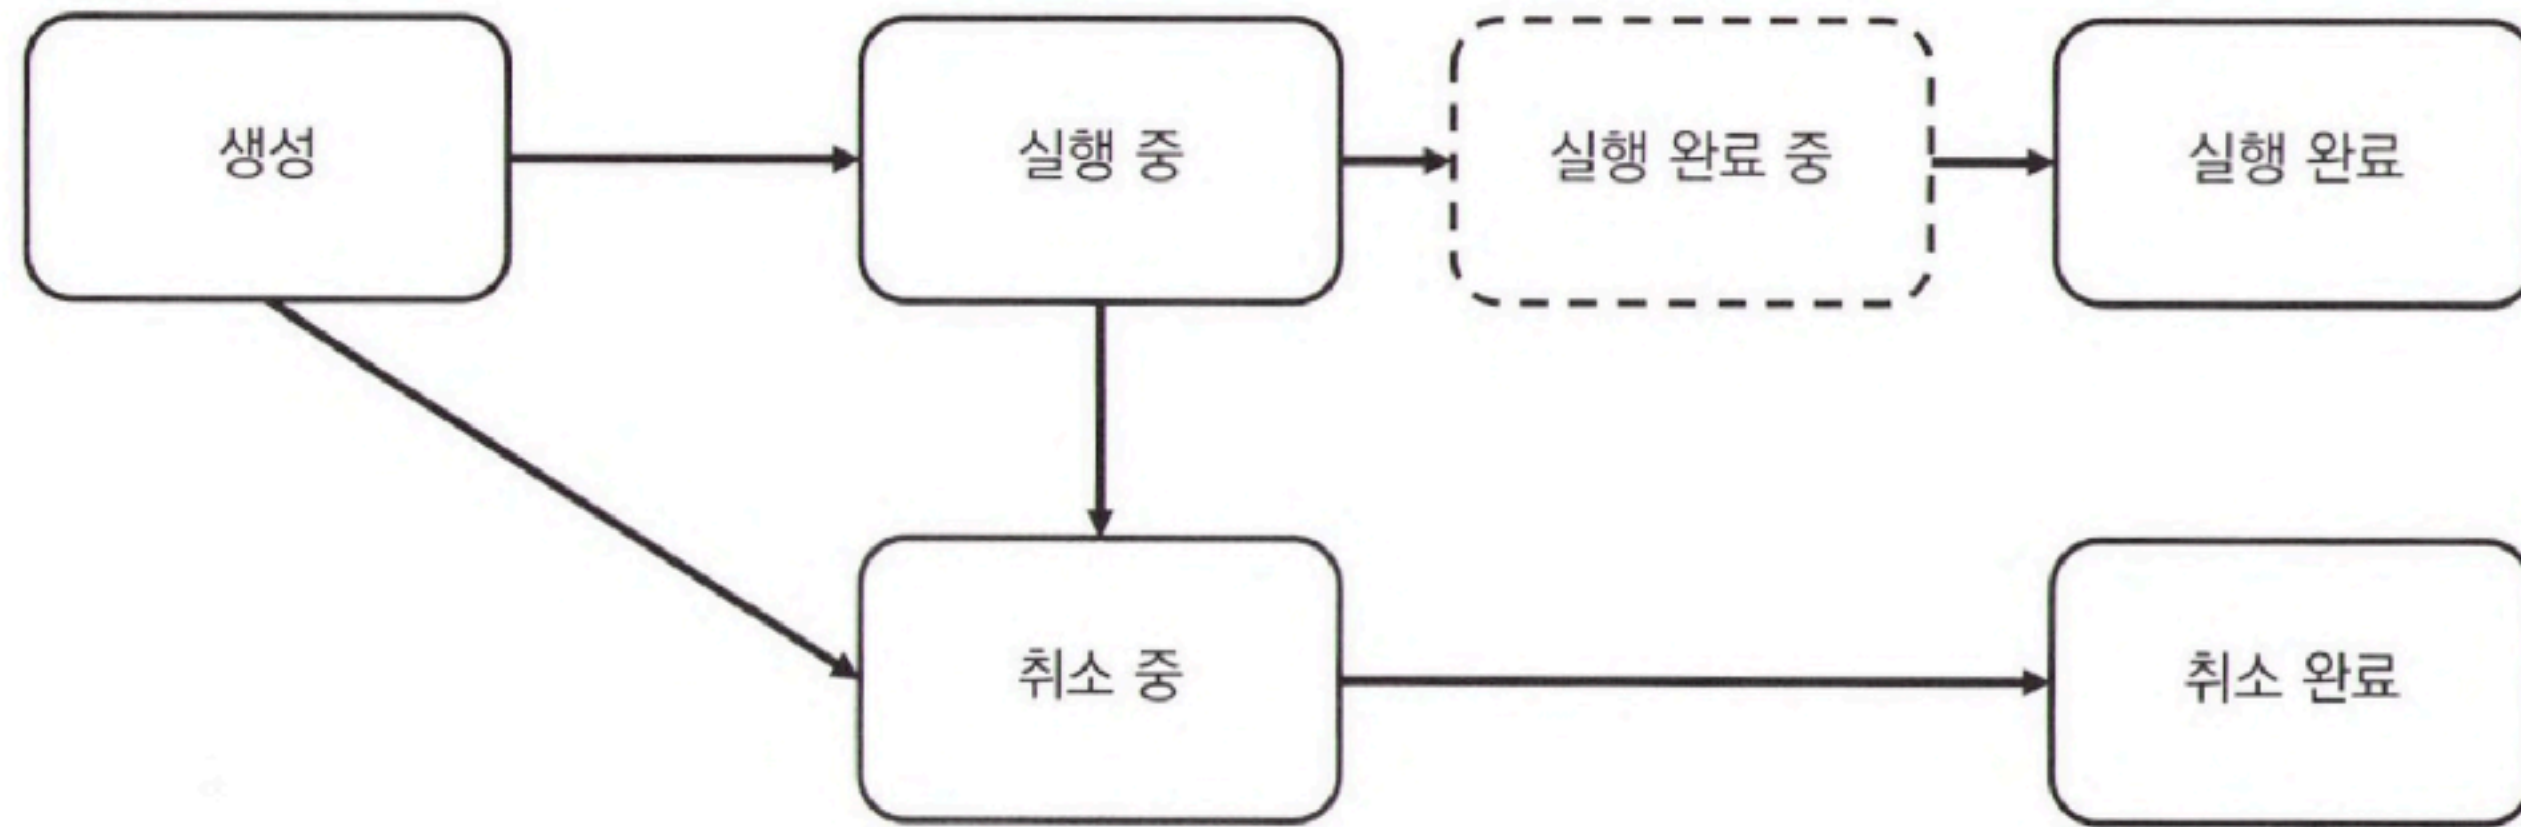 생성
실행 중
실행 완료 중
실행 완료
취소 중
취소 완료